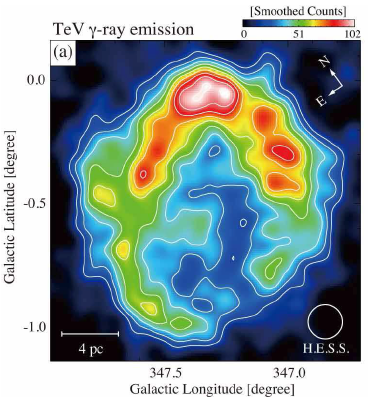 TeV γ-ray emission
[Smoothed Counts]
0 51 102
(a)
N
E
0.0
-0.5
-1.0
Galactic Latitude [degree]
4 pc
H.E.S.S.
347.5 347.0
Galactic Longitude [degree]